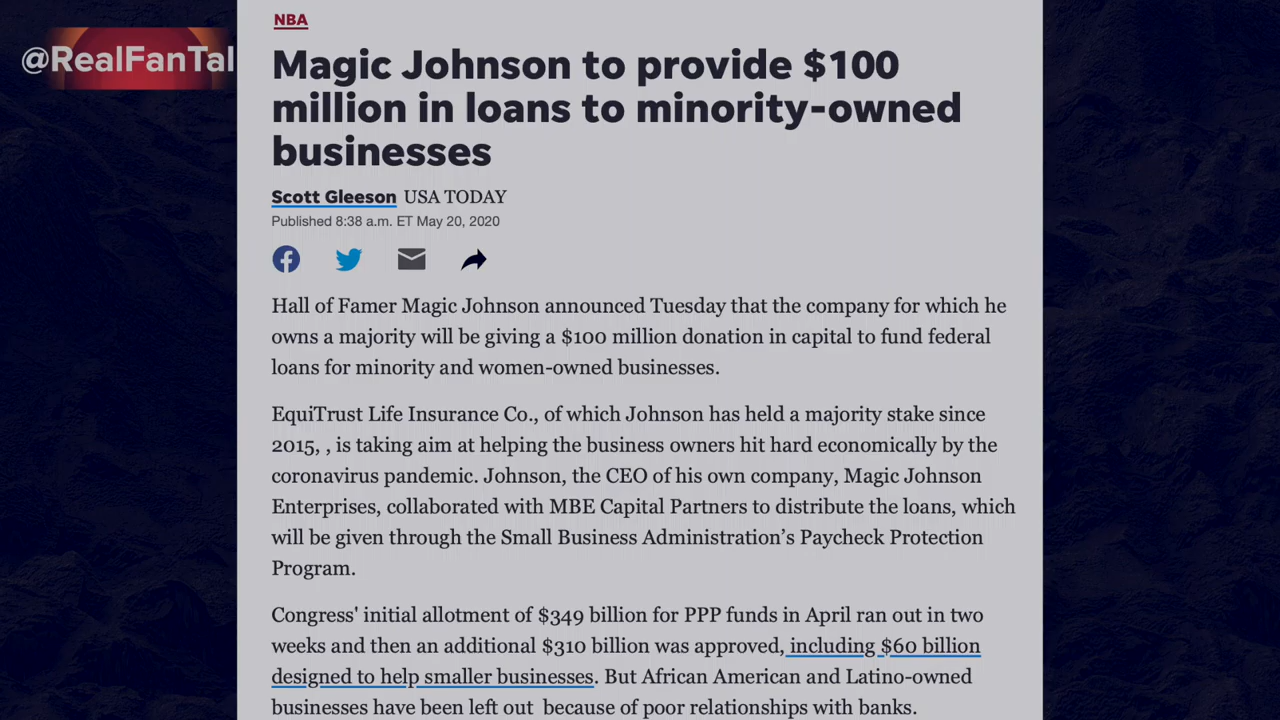 NBA
@RealFanTal
Magic Johnson to provide $100
million in loans to minority-owned
businesses
Scott Gleeson USA TODAY
Published 8:38 a.m. ET May 20, 2020
Hall of Famer Magic Johnson announced Tuesday that the company for which he
owns a majority will be giving a $100 million donation in capital to fund federal
loans for minority and women-owned businesses.
EquiTrust Life Insurance Co., of which Johnson has held a majority stake since
2015, , is taking aim at helping the business owners hit hard economically by the
coronavirus pandemic. Johnson, the CEO of his own company, Magic Johnson
Enterprises, collaborated with MBE Capital Partners to distribute the loans, which
will be given through the Small Business Administration’s Paycheck Protection
Program.
Congress' initial allotment of $349 billion for PPP funds in April ran out in two
weeks and then an additional $310 billion was approved, including $60 billion
designed to help smaller businesses. But African American and Latino-owned
businesses have been left out  because of poor relationships with banks.